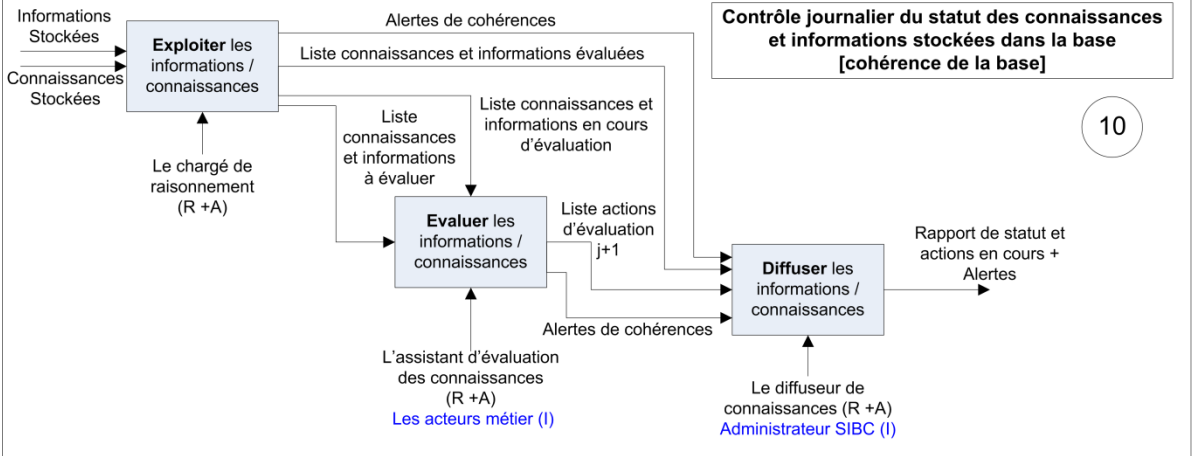 Informations
Stockées
Connaissances
Stockées
Exploiter les
informations /
connaissances
Le chargé de
raisonnement
(R +A)
Alertes de cohérences
Liste connaissances et informations évaluées
Liste
connaissances
et informations
à évaluer
Liste connaissances et
informations en cours
d’évaluation
Contrôle journalier du statut des connaissances
et informations stockées dans la base
[cohérence de la base]
10
Evaluer les
informations /
connaissances
Liste actions
d’évaluation
j+1
Alertes de cohérences
L’assistant d’évaluation
des connaissances
(R +A)
Les acteurs métier (I)
Diffuser les
informations /
connaissances
Rapport de statut et
actions en cours +
Alertes
Le diffuseur de
connaissances (R +A)
Administrateur SIBC (I)